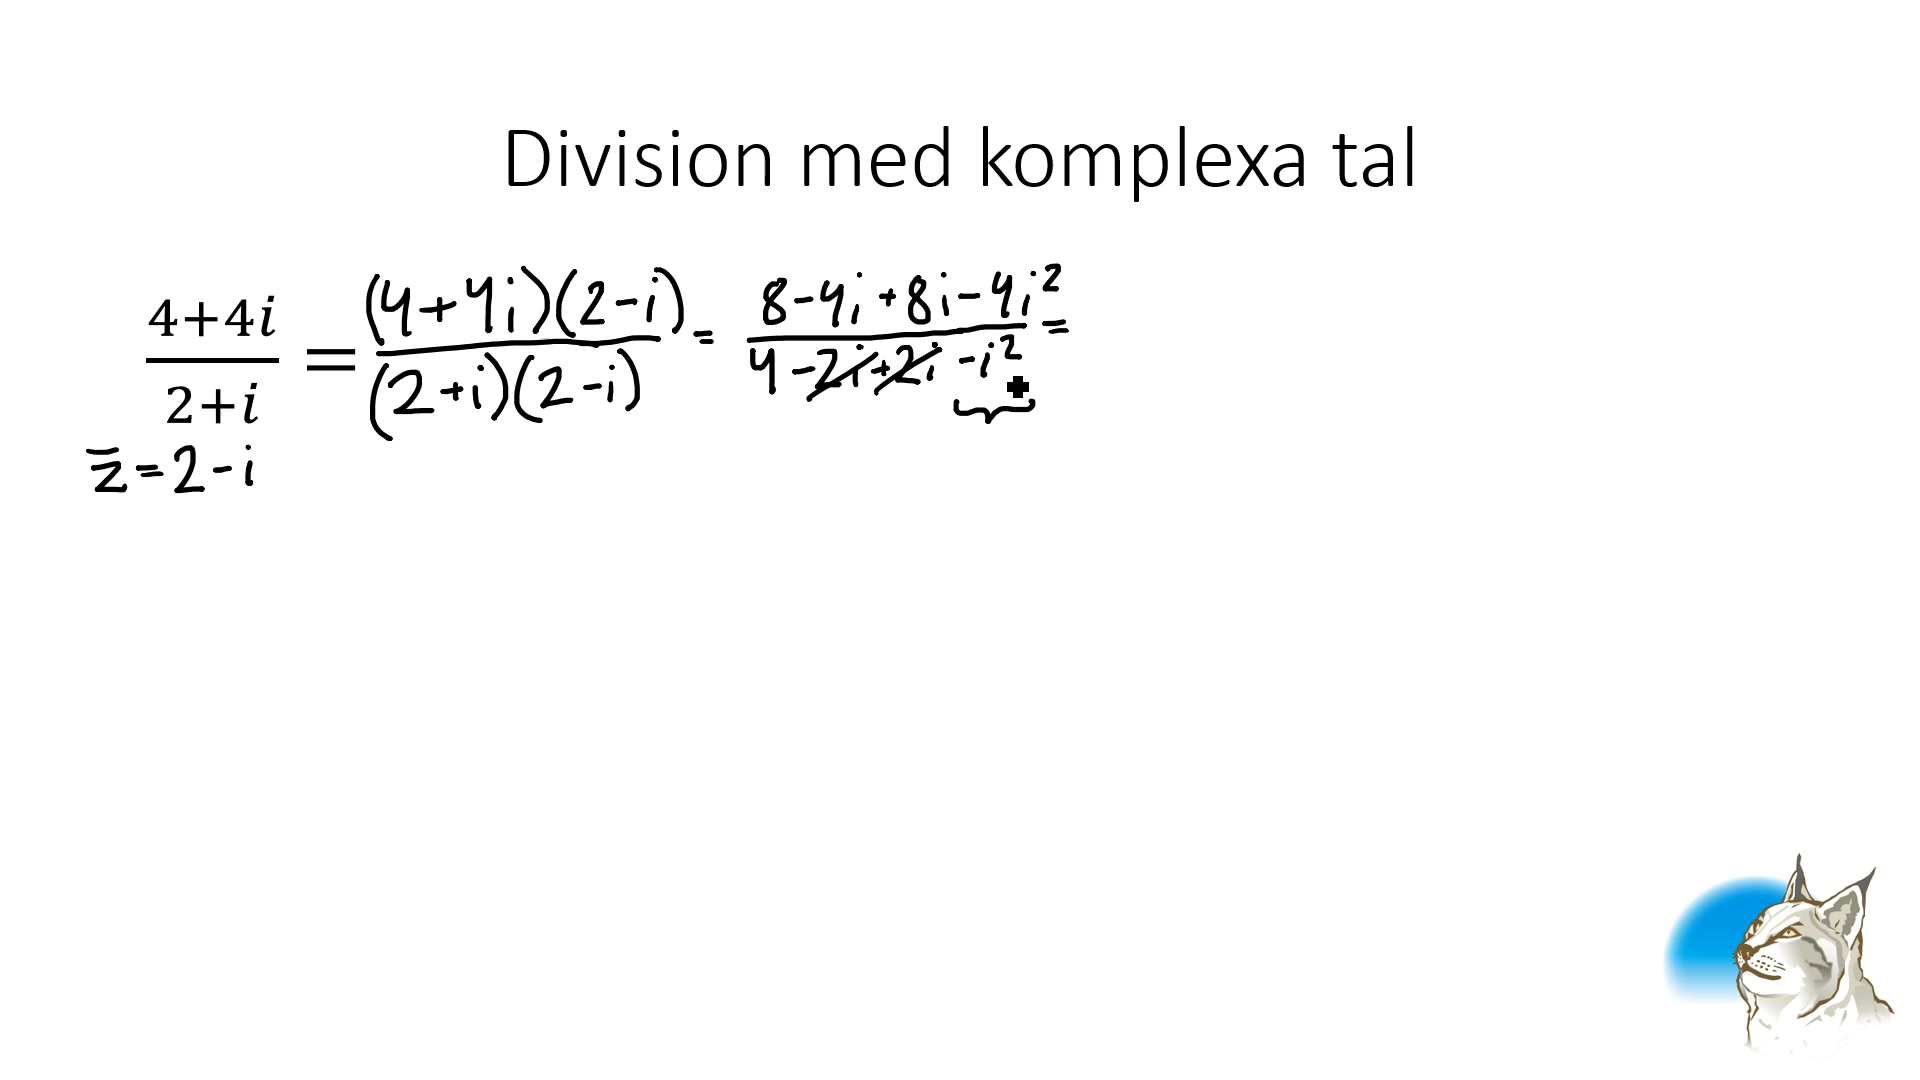 Division med komplexa tal
(4+4i)/(2+i) = ((4+4i)(2-i))/((2+i)(2-i)) = (8-4i+8i-4i²)/(4-2i+2i-i²) =
z̅=2-i